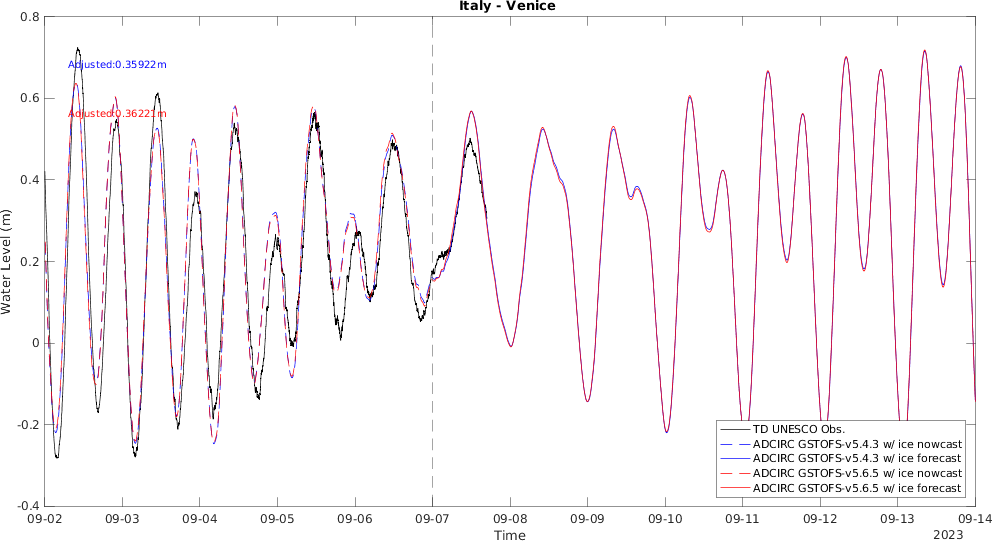 Italy - Venice
Water Level (m)
0.8
0.6
0.4
0.2
0
-0.2
-0.4
Adjusted:0.35922m
Adjusted:0.36221m
TD UNESCO Obs.
ADCIRC GSTOFS-v5.4.3 w/ ice nowcast
ADCIRC GSTOFS-v5.4.3 w/ ice forecast
ADCIRC GSTOFS-v5.6.5 w/ ice nowcast
ADCIRC GSTOFS-v5.6.5 w/ ice forecast
09-02 09-03 09-04 09-05 09-06 09-07 09-08 09-09 09-10 09-11 09-12 09-13 09-14
Time
2023